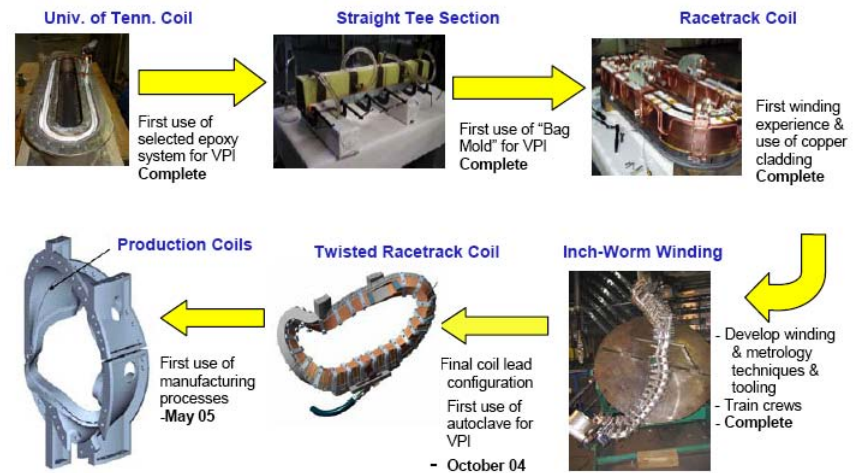 Univ. of Tenn. Coil
Straight Tee Section
Racetrack Coil
First use of
selected epoxy
system for VPI
Complete
First use of “Bag
Mold” for VPI
Complete
First winding
experience &
use of copper
cladding
Complete
Production Coils
Twisted Racetrack Coil
Inch-Worm Winding
First use of
manufacturing
processes
-May 05
Final coil lead
configuration
First use of
autoclave for
VPI
- October 04
- Develop winding
& metrology
techniques &
tooling
- Train crews
- Complete